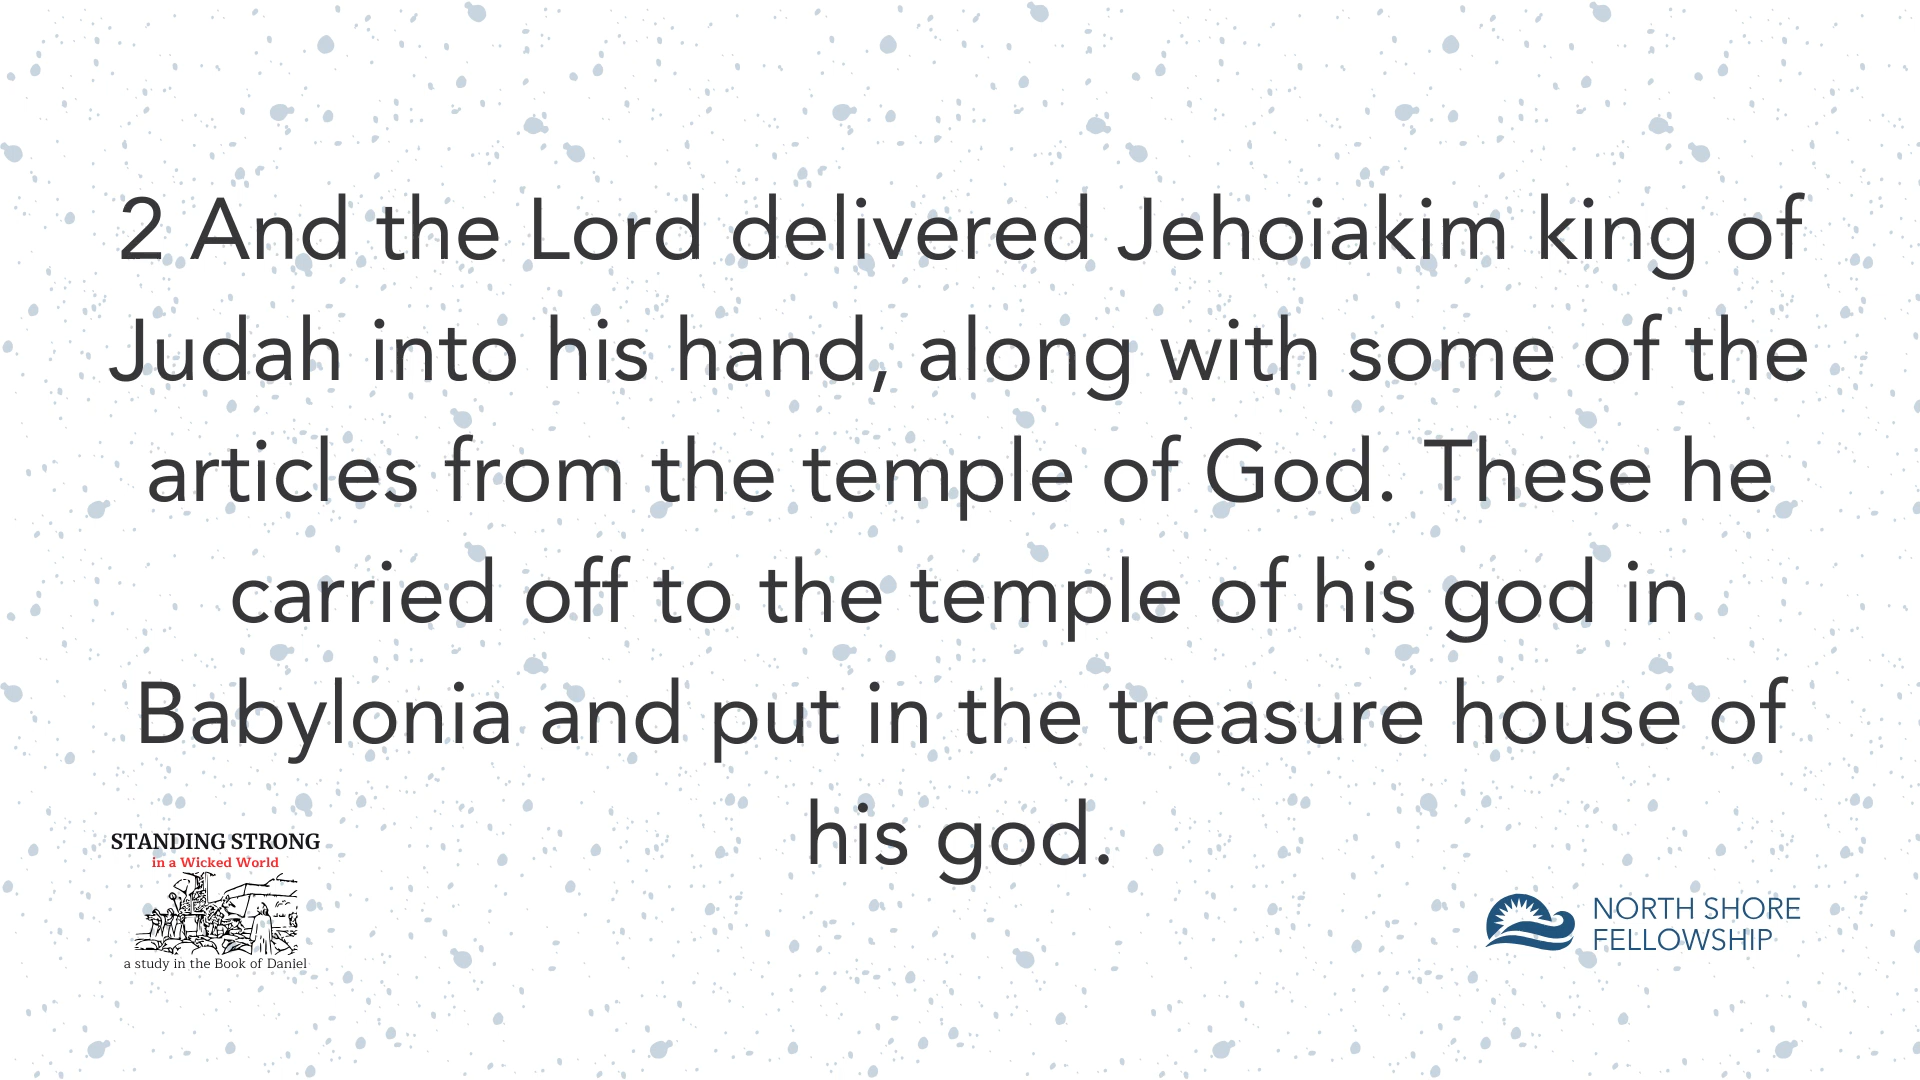 2 And the Lord delivered Jehoiakim king of
Judah into his hand, along with some of the
articles from the temple of God. These he
carried off to the temple of his god in
Babylonia and put in the treasure house of
his god.
STANDING STRONG
in a Wicked World
a study in the Book of Daniel
NORTH SHORE
FELLOWSHIP